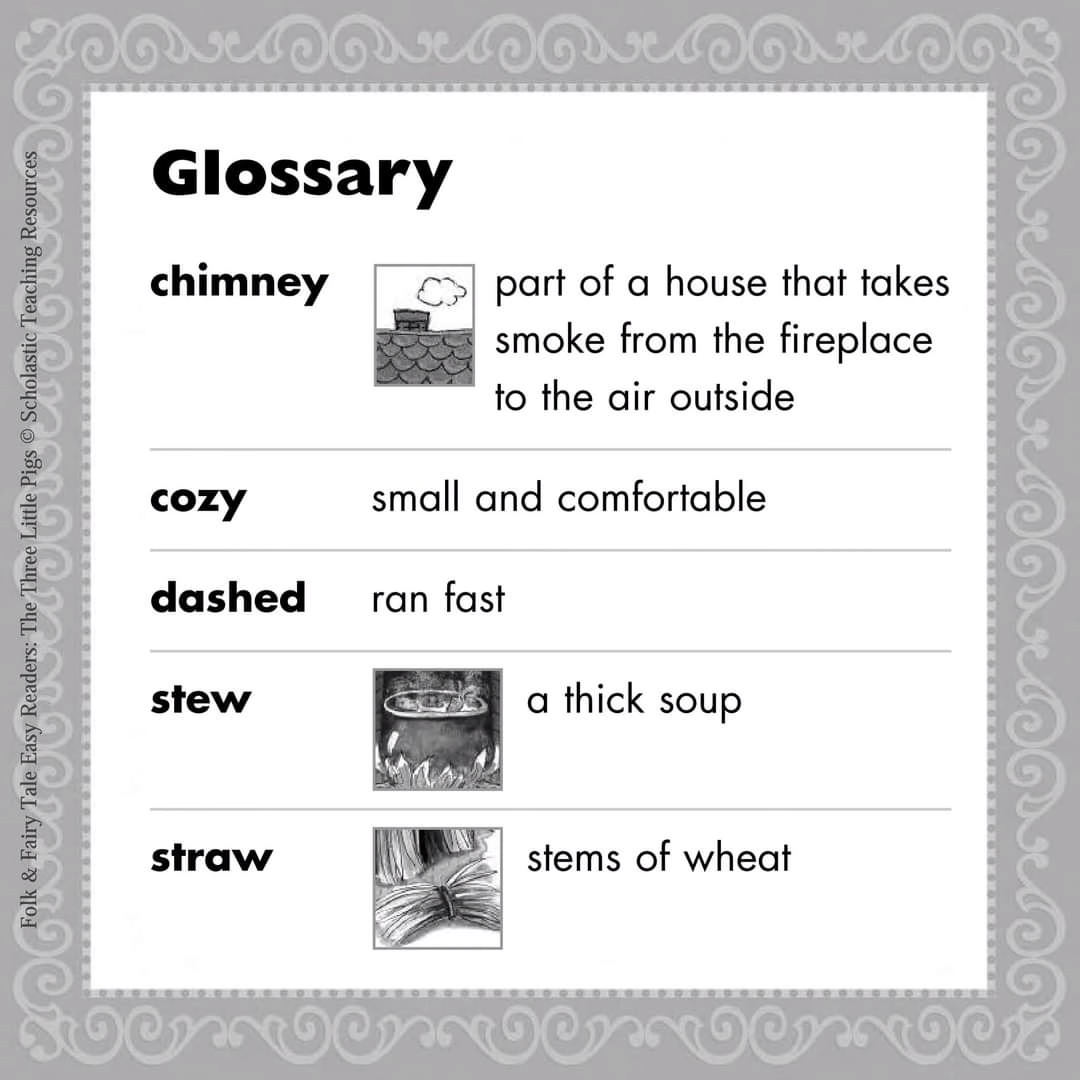 Glossary
chimney part of a house that takes
smoke from the fireplace
to the air outside
cozy small and comfortable
dashed ran fast
stew a thick soup
straw stems of wheat
Folk & Fairy Tale Easy Readers: The Three Little Pigs © Scholastic Teaching Resources